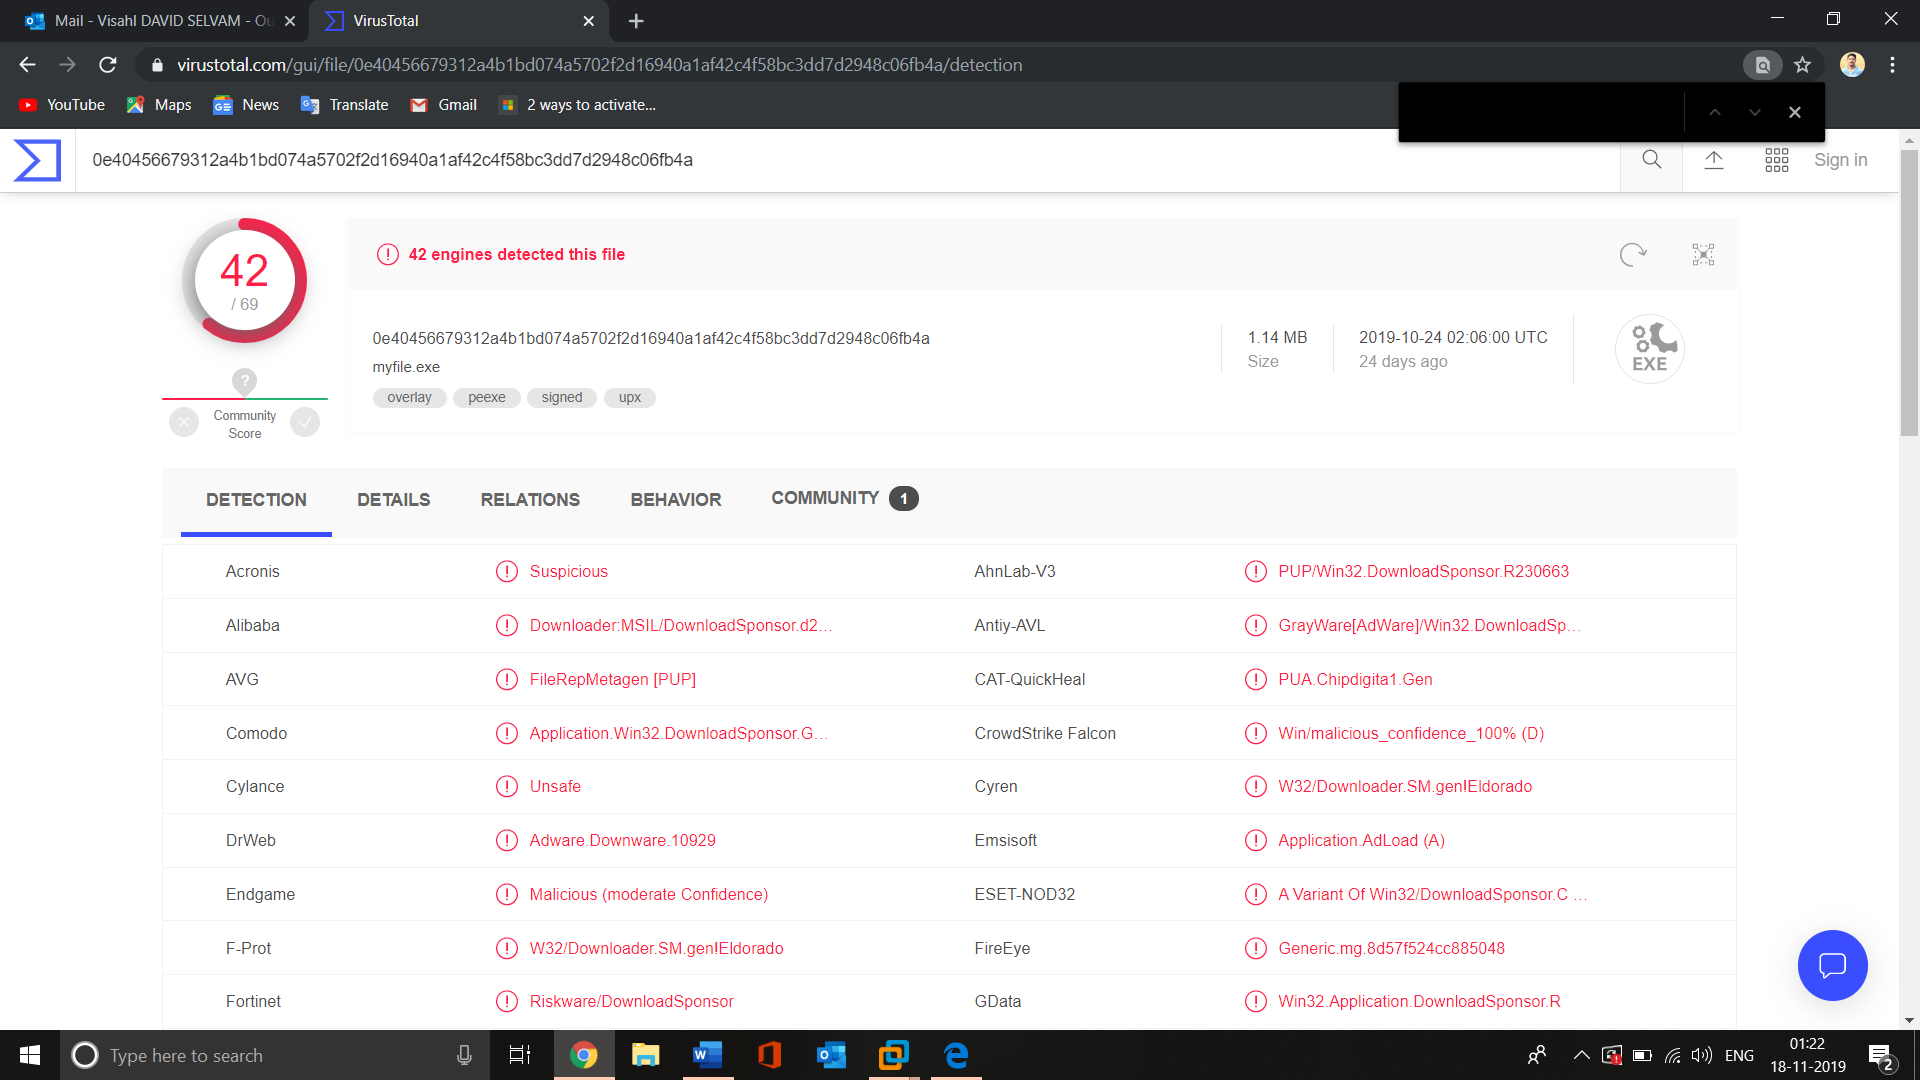 Mail - Visahl DAVID SELVAM - Ou
VirusTotal
virustotal.com/gui/file/0e40456679312a4b1bd074a5702f2d16940a1af42c4f58bc3dd7d2948c06fb4a/detection
YouTube Maps News Translate Gmail 2 ways to activate...
0e40456679312a4b1bd074a5702f2d16940a1af42c4f58bc3dd7d2948c06fb4a
Sign in
42
/ 69
42 engines detected this file
0e40456679312a4b1bd074a5702f2d16940a1af42c4f58bc3dd7d2948c06fb4a
myfile.exe
overlay peexe signed upx
1.14 MB
Size
2019-10-24 02:06:00 UTC
24 days ago
EXE
?
Community
Score
DETECTION DETAILS RELATIONS BEHAVIOR COMMUNITY 1
Acronis Suspicious AhnLab-V3 PUP/Win32.DownloadSponsor.R230663
Alibaba Downloader:MSIL/DownloadSponsor.d2... Antiy-AVL GrayWare[AdWare]/Win32.DownloadSp...
AVG FileRepMetagen [PUP] CAT-QuickHeal PUA.Chipdigita1.Gen
Comodo Application.Win32.DownloadSponsor.G... CrowdStrike Falcon Win/malicious_confidence_100% (D)
Cylance Unsafe Cyren W32/Downloader.SM.gen!Eldorado
DrWeb Adware.Downware.10929 Emsisoft Application.AdLoad (A)
Endgame Malicious (moderate Confidence) ESET-NOD32 A Variant Of Win32/DownloadSponsor.C ...
F-Prot W32/Downloader.SM.gen!Eldorado FireEye Generic.mg.8d57f524cc885048
Fortinet Riskware/DownloadSponsor GData Win32.Application.DownloadSponsor.R
Type here to search
ENG
01:22
18-11-2019
2